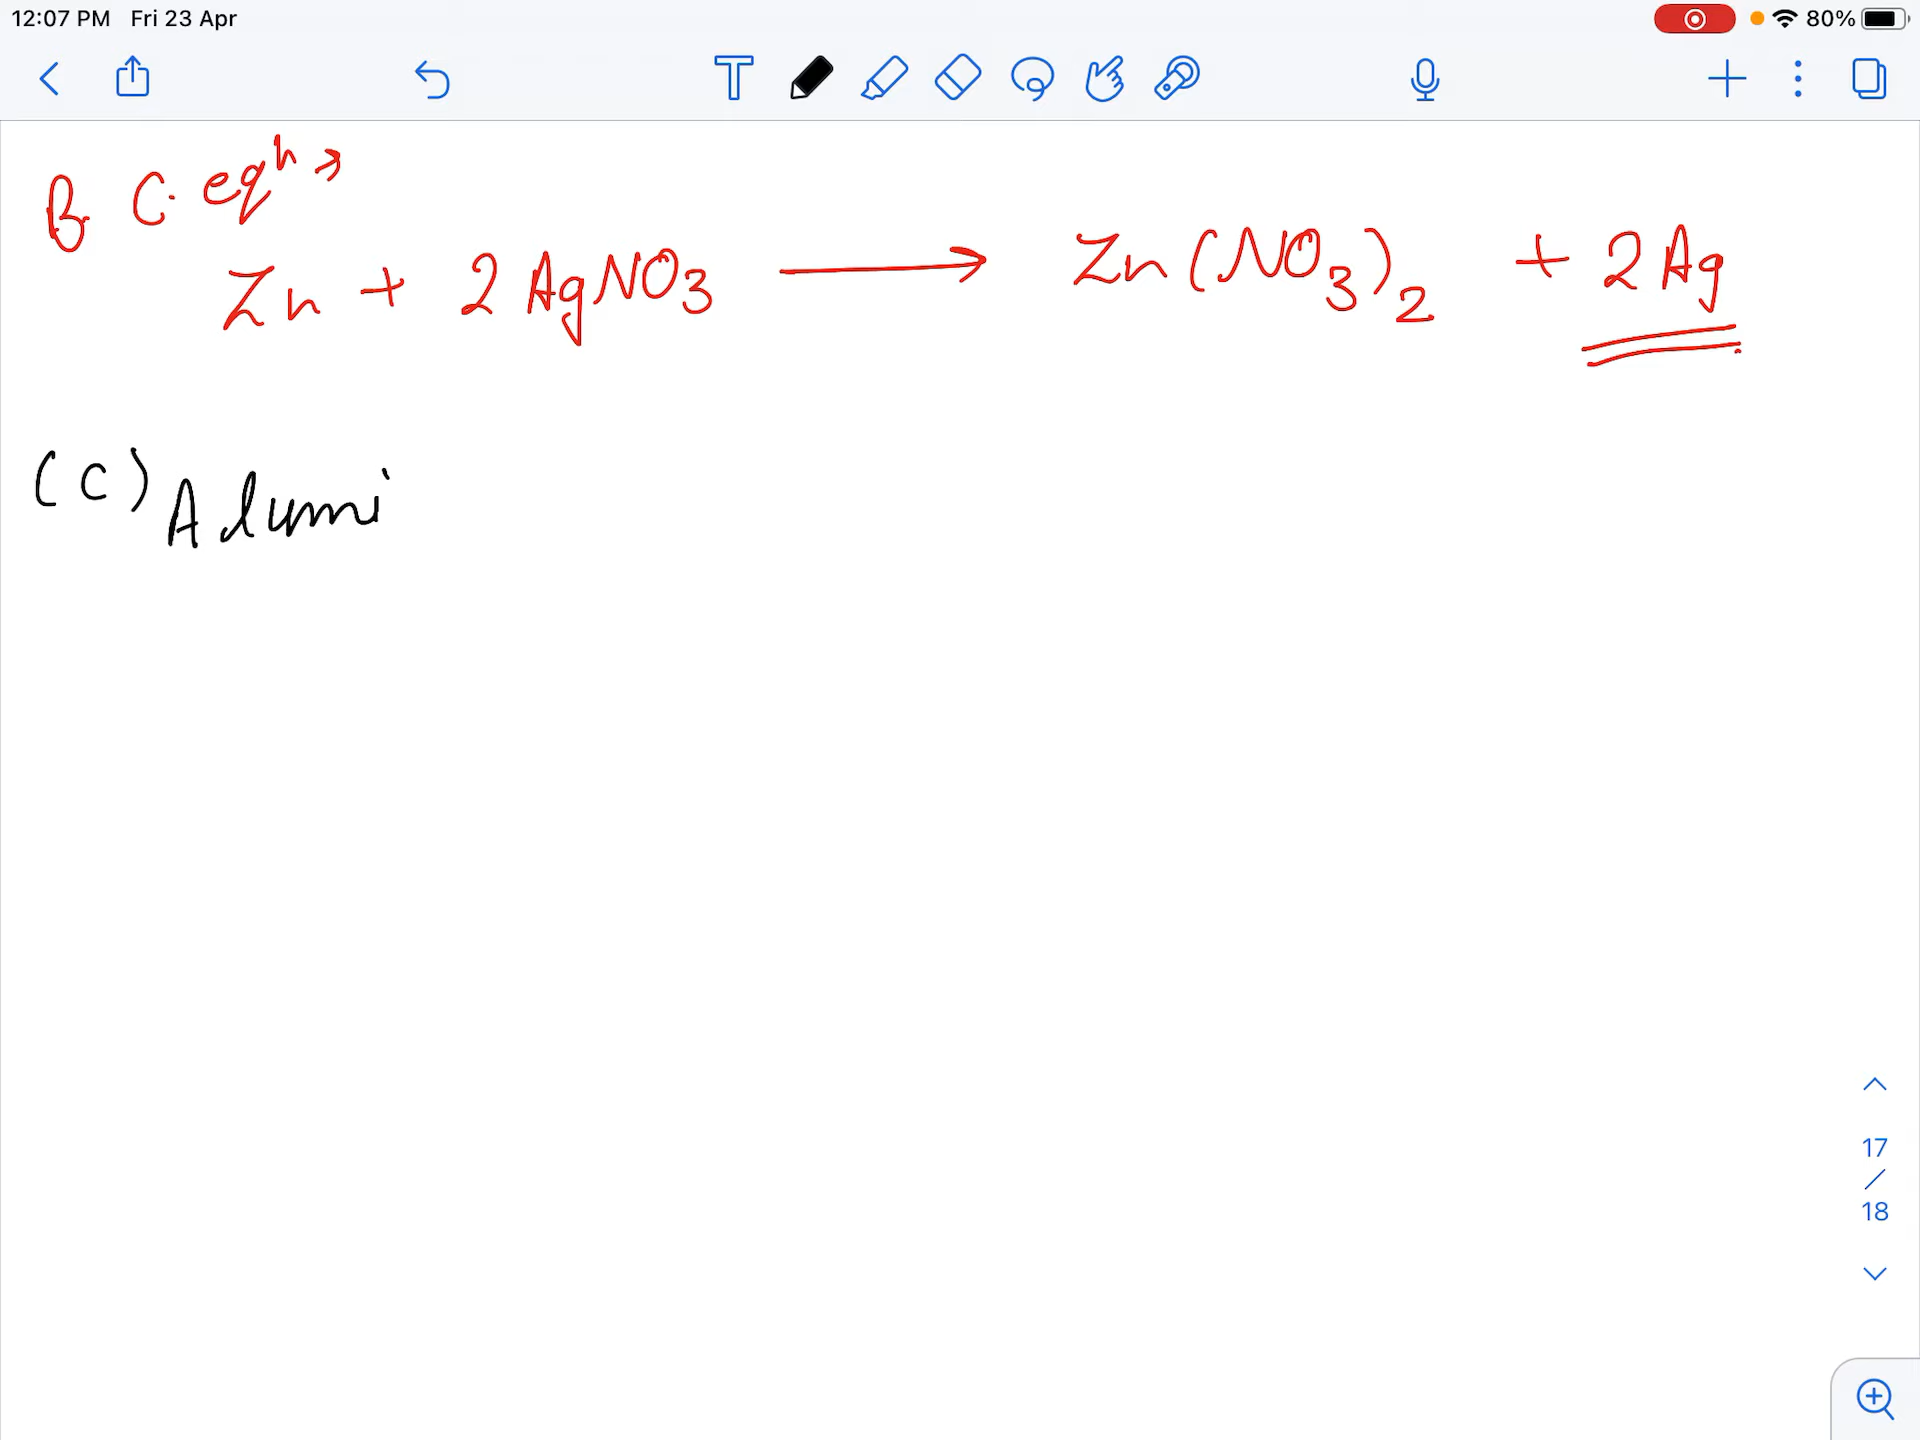 12:07 PM Fri 23 Apr 80%
T
B C. eqⁿ →
Zn + 2 AgNO₃ ⟶ Zn(NO₃)₂ + 2 Ag
(c) Alumi
17
/
18